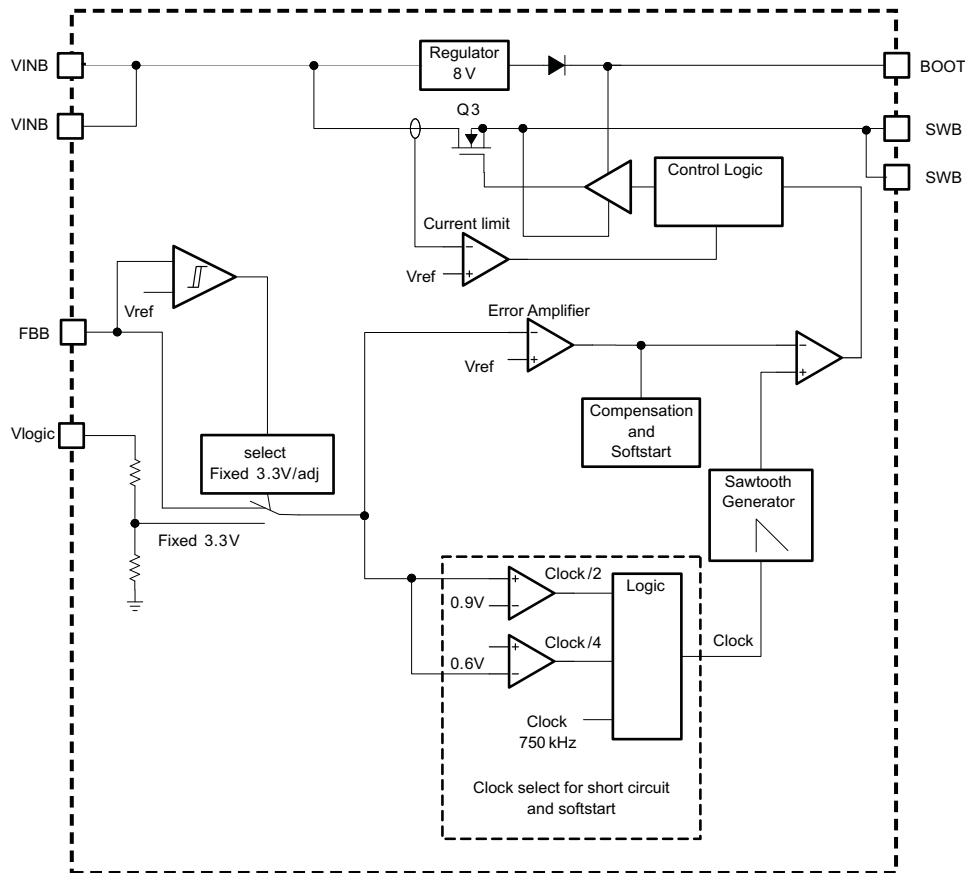 VINB
Regulator
8 V
BOOT
Q3
VINB
SWB
SWB
Control Logic
Current limit
−
Vref
+
Vref
FBB
Error Amplifier
−
Vref
+
−
+
Compensation
and
Softstart
Vlogic
select
Fixed 3.3V/adj
Sawtooth
Generator
Fixed 3.3V
Clock/2
Logic
+
0.9V
−
Clock/4
Clock
+
0.6V
−
Clock
750 kHz
Clock select for short circuit
and softstart